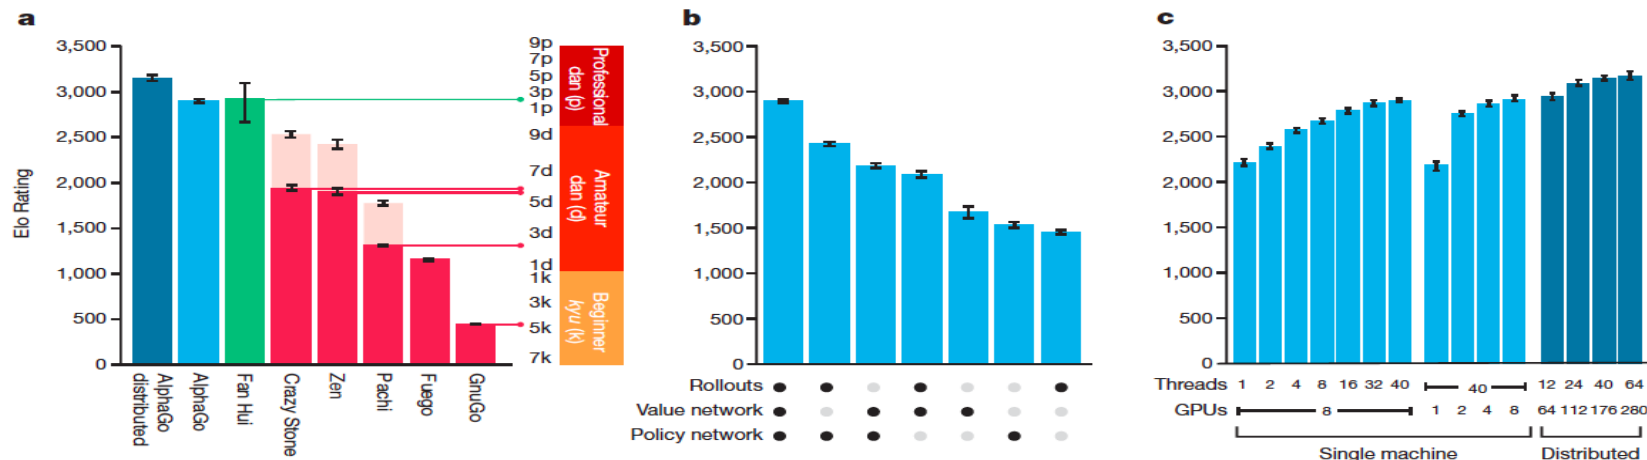 a
Elo Rating
3,500
3,000
2,500
2,000
1,500
1,000
500
0
AlphaGo distributed
AlphaGo
Fan Hui
Crazy Stone
Zen
Pachi
Fuego
GnuGo
9p
7p
5p
3p
1p
9d
7d
5d
3d
1d
1k
3k
5k
7k
Professional dan (p)
Amateur dan (d)
Beginner kyu (k)
b
3,500
3,000
2,500
2,000
1,500
1,000
500
0
Rollouts
Value network
Policy network
c
3,500
3,000
2,500
2,000
1,500
1,000
500
0
Threads 1 2 4 8 16 32 40 40 12 24 40 64
GPUs 8 1 2 4 8 64 112 176 280
Single machine Distributed